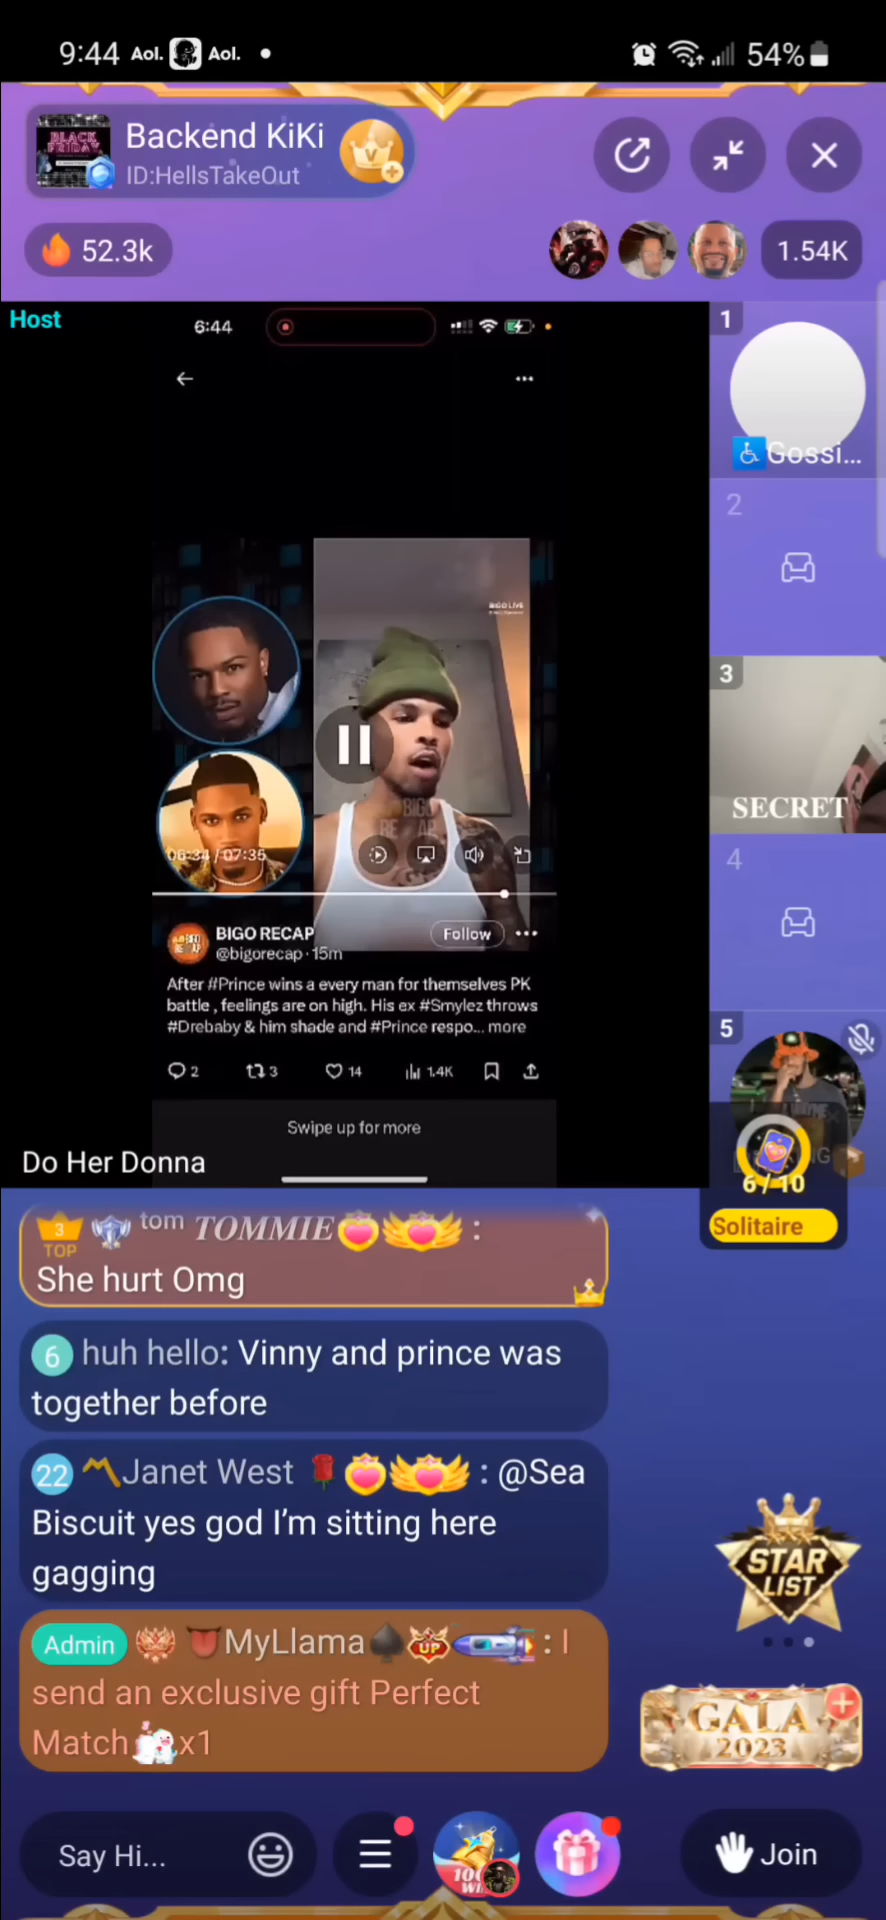 9:44 Aol. Aol. 54%
BLACK
FRIDAY
Backend KiKi
ID:HellsTakeOut
52.3k
1.54K
Host
6:44
1
Gossi...
2
BIGO LIVE
3
SECRET
06:34 / 07:35
4
BIGO RECAP
Follow
@bigorecap · 15m
After #Prince wins a every man for themselves PK
battle , feelings are on high. His ex #Smylez throws
#Drebaby & him shade and #Prince respo... more
2 3 14 1.4K
5
Swipe up for more
Do Her Donna
6 / 10
Solitaire
3
TOP
tom TOMMIE :
She hurt Omg
6 huh hello: Vinny and prince was
together before
22 Janet West : @Sea
Biscuit yes god I'm sitting here
gagging
STAR
LIST
Admin MyLlama UP : I
send an exclusive gift Perfect
Match x1
GALA
2023
Say Hi...
Join